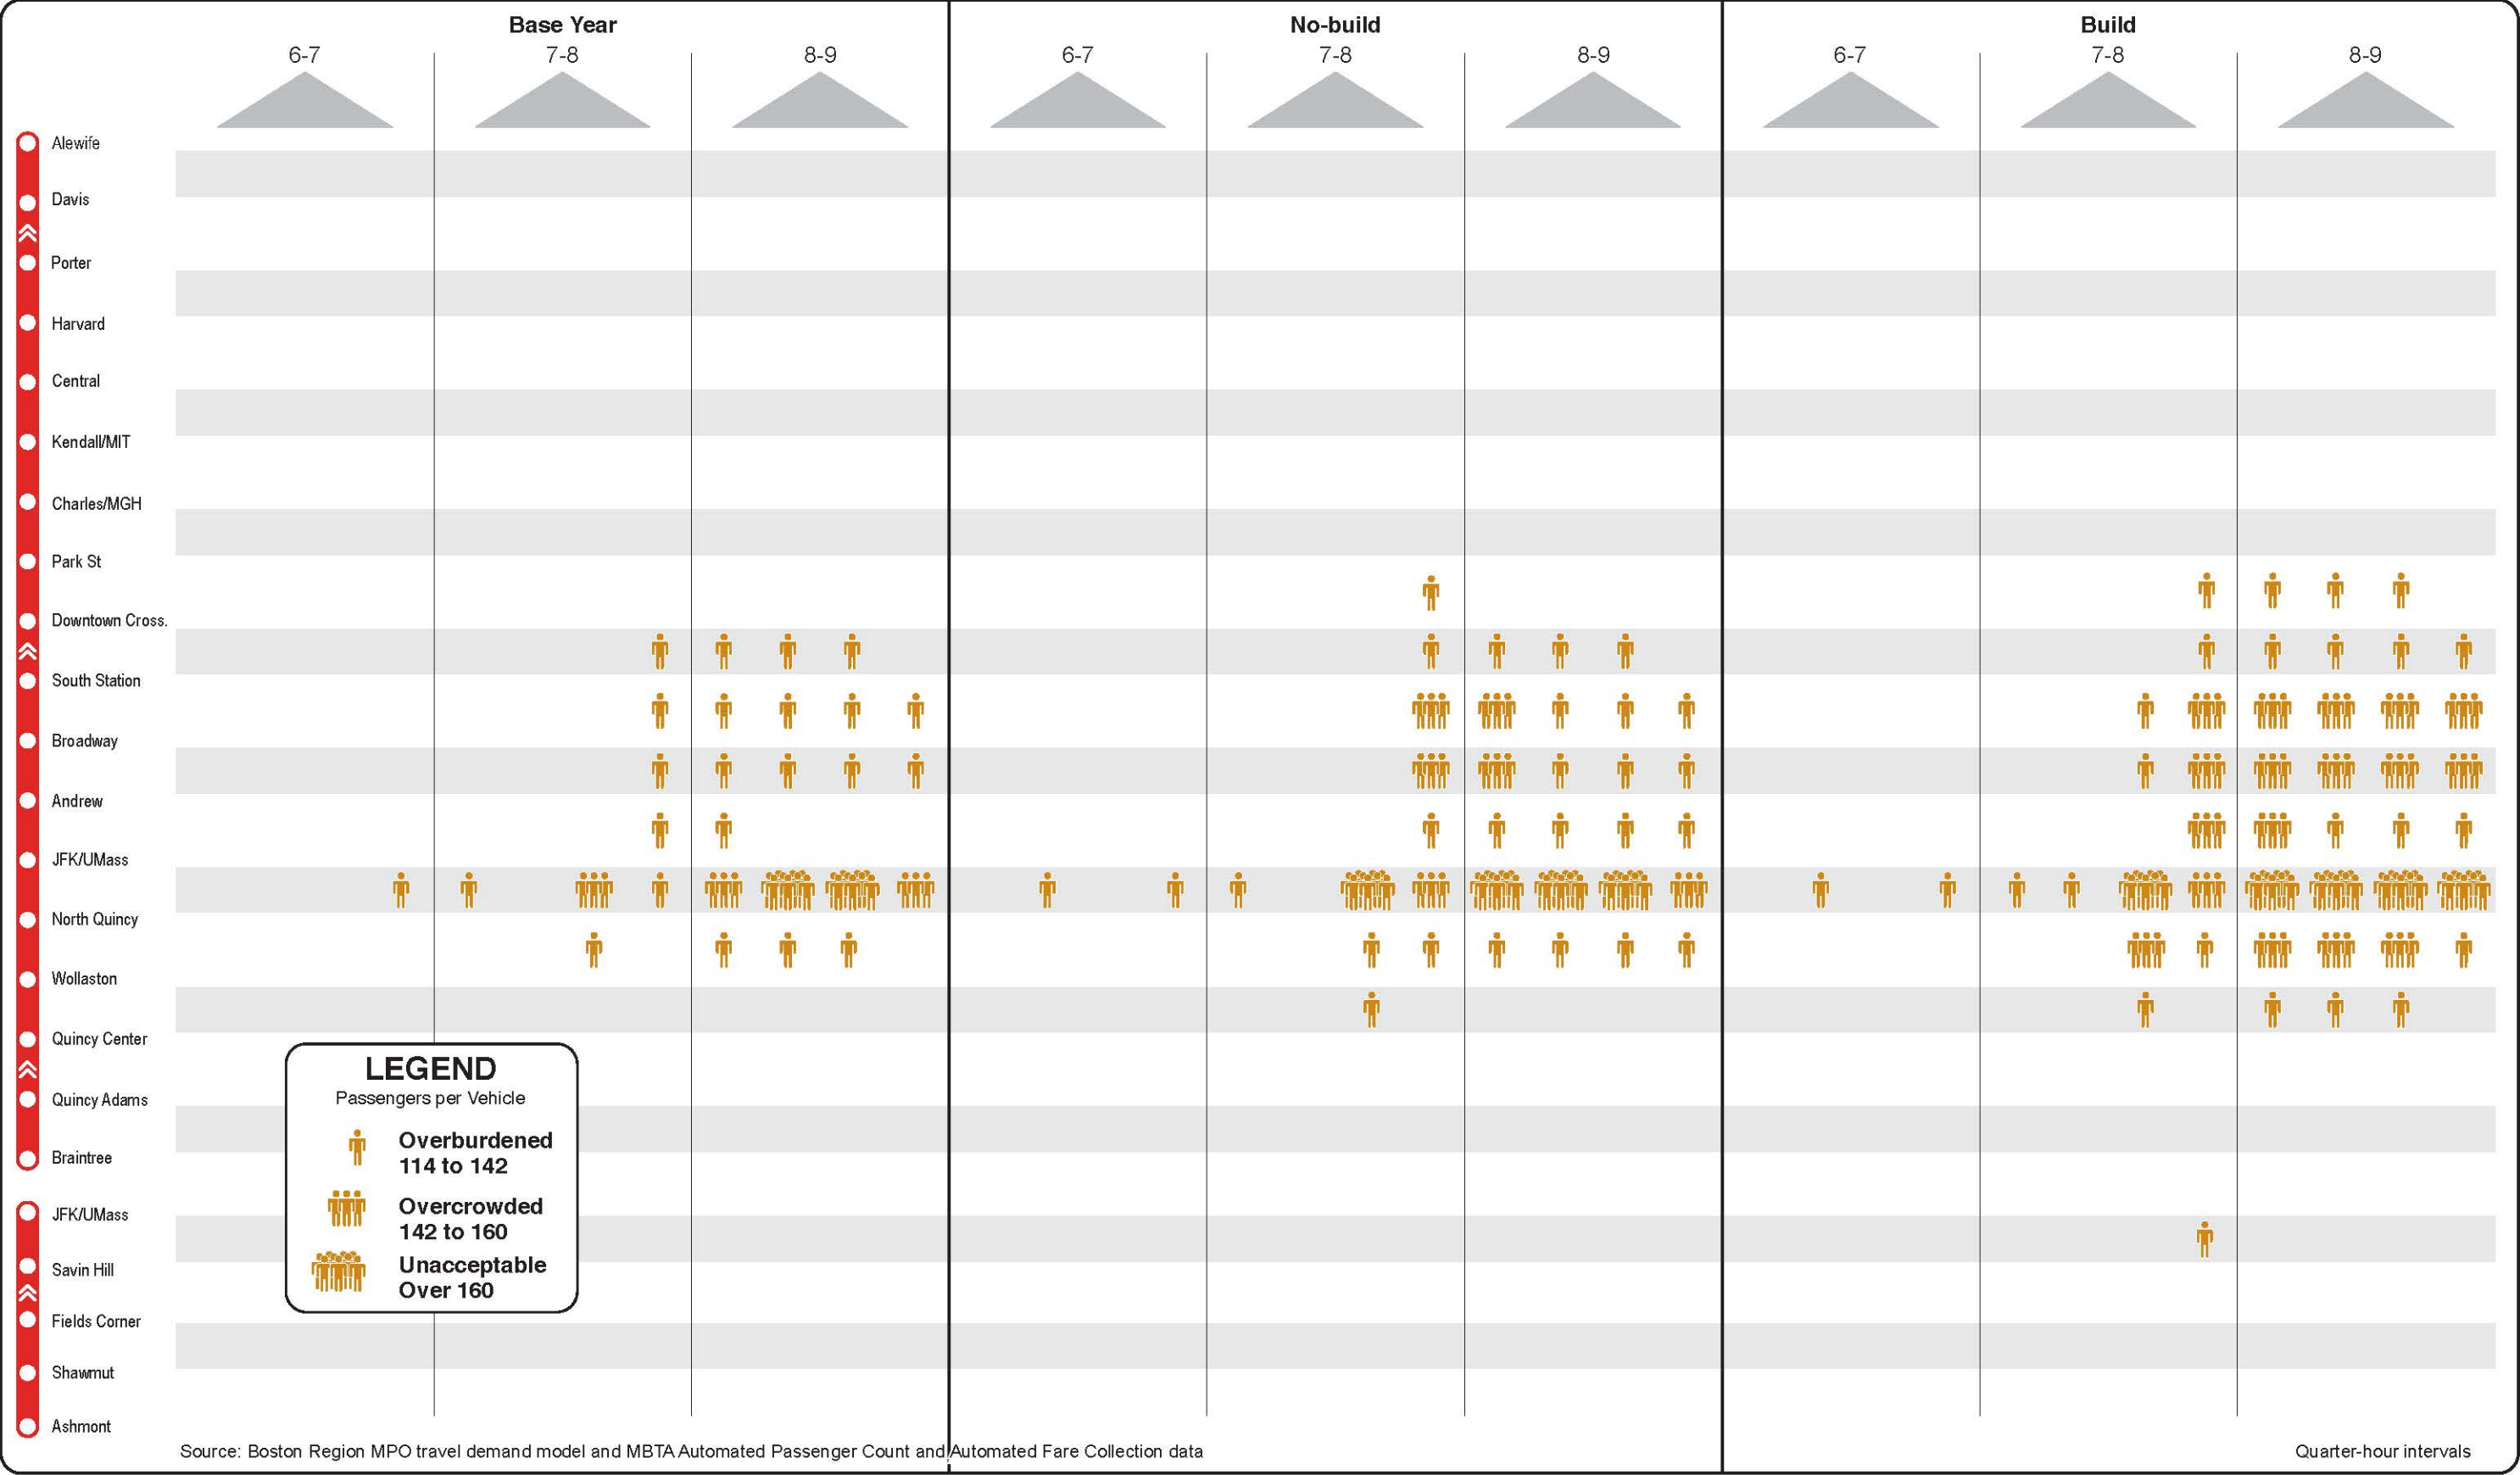 Base Year
No-build
Build
6-7
7-8
8-9
6-7
7-8
8-9
6-7
7-8
8-9
Alewife
Davis
Porter
Harvard
Central
Kendall/MIT
Charles/MGH
Park St
Downtown Cross.
South Station
Broadway
Andrew
JFK/UMass
North Quincy
Wollaston
Quincy Center
Quincy Adams
Braintree
JFK/UMass
Savin Hill
Fields Corner
Shawmut
Ashmont
LEGEND
Passengers per Vehicle
Overburdened
114 to 142
Overcrowded
142 to 160
Unacceptable
Over 160
Source: Boston Region MPO travel demand model and MBTA Automated Passenger Count and Automated Fare Collection data
Quarter-hour intervals